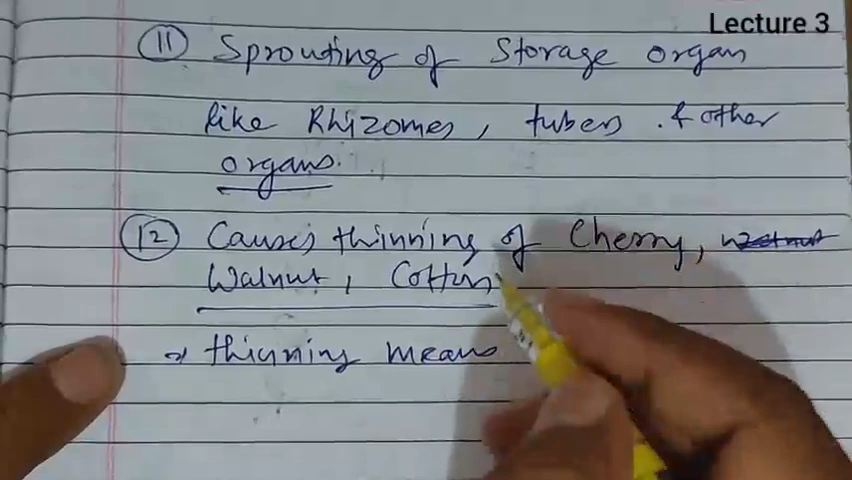 Lecture 3
11 Sprouting of Storage organ
like Rhizomes, tubers & other
organs.
12 Causes thinning of Cherry,
Walnut, Cotton
→ thinning means